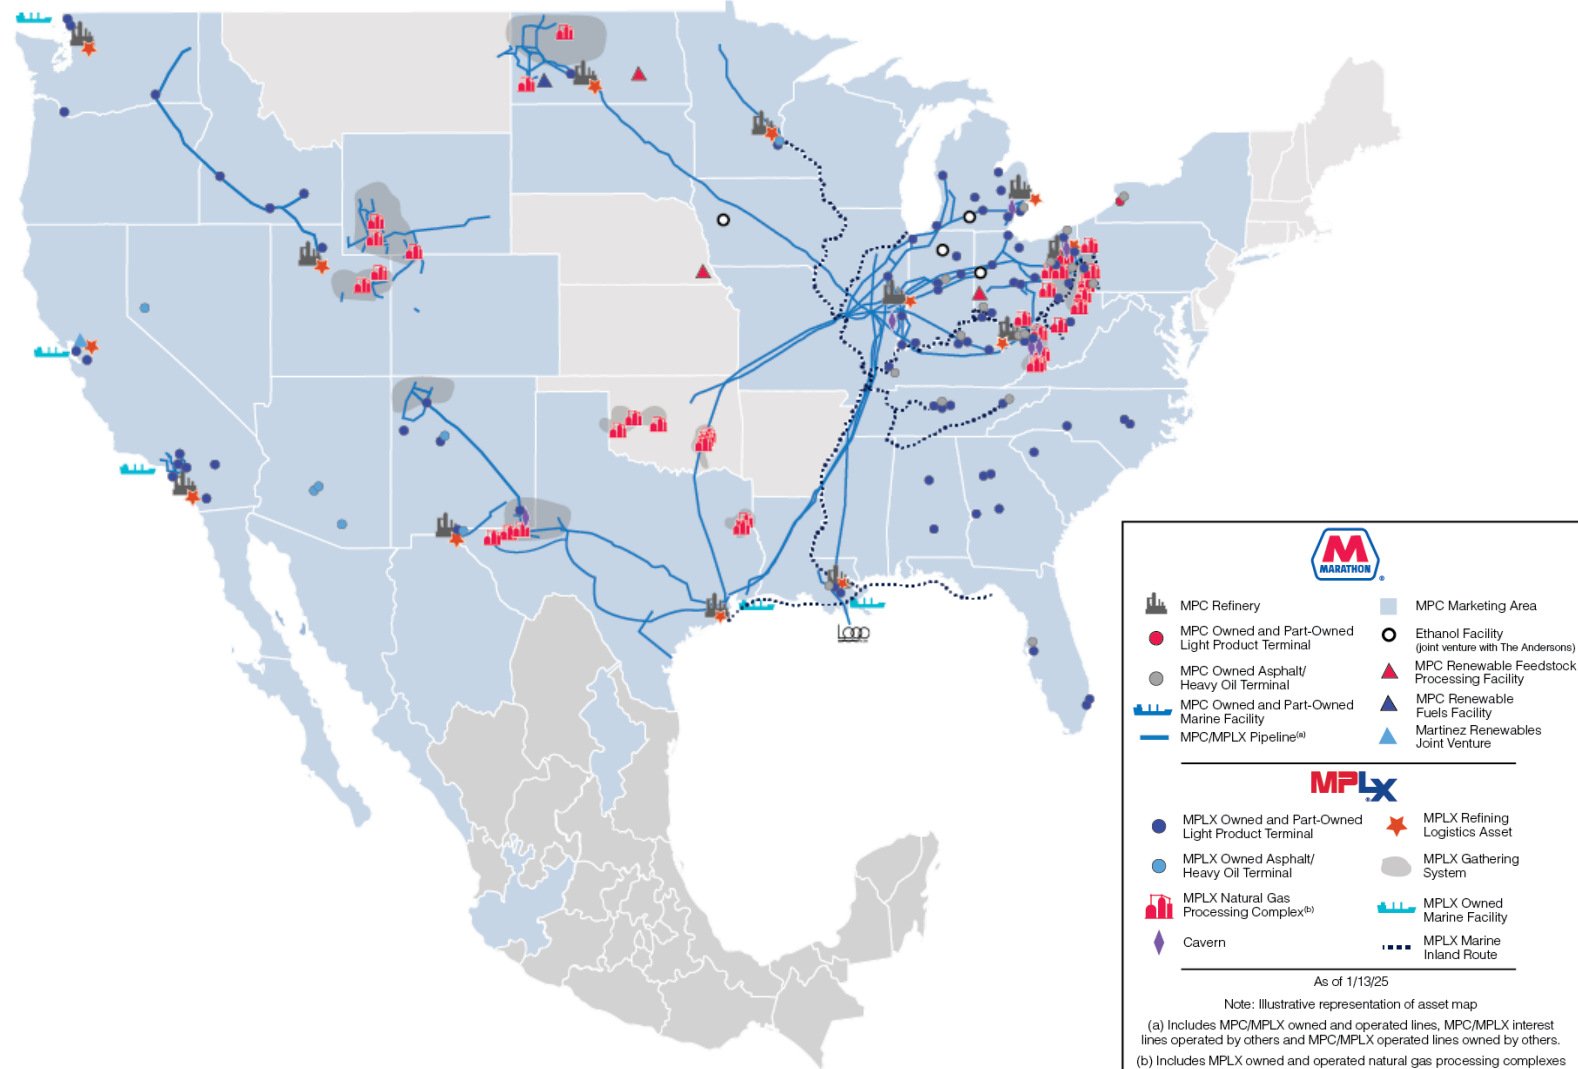 LOOP
M
MARATHON
®
MPC Refinery
MPC Owned and Part-Owned
Light Product Terminal
MPC Owned Asphalt/
Heavy Oil Terminal
MPC Owned and Part-Owned
Marine Facility
MPC/MPLX Pipeline(a)
MPC Marketing Area
Ethanol Facility
(joint venture with The Andersons)
MPC Renewable Feedstock
Processing Facility
MPC Renewable
Fuels Facility
Martinez Renewables
Joint Venture
MPLX
®
MPLX Owned and Part-Owned
Light Product Terminal
MPLX Owned Asphalt/
Heavy Oil Terminal
MPLX Natural Gas
Processing Complex(b)
Cavern
MPLX Refining
Logistics Asset
MPLX Gathering
System
MPLX Owned
Marine Facility
MPLX Marine
Inland Route
As of 1/13/25
Note: Illustrative representation of asset map
(a) Includes MPC/MPLX owned and operated lines, MPC/MPLX interest
lines operated by others and MPC/MPLX operated lines owned by others.
(b) Includes MPLX owned and operated natural gas processing complexes